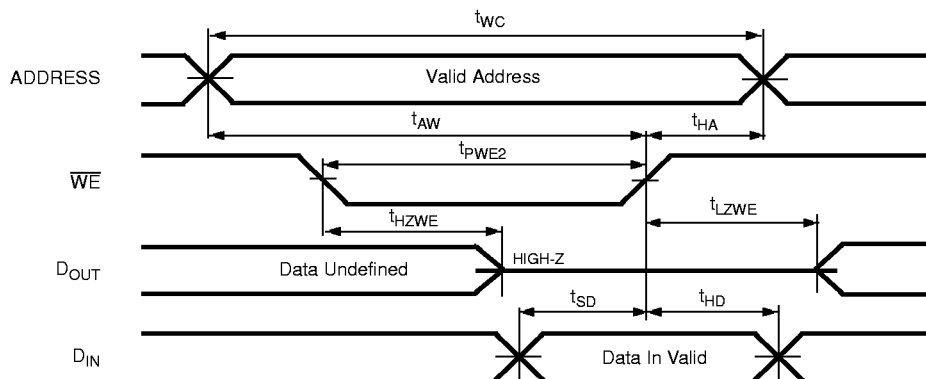 tWC
ADDRESS
Valid Address
tAW
tHA
tPWE2
WE
tHZWE
tLZWE
DOUT
Data Undefined
HIGH-Z
tSD
tHD
DIN
Data In Valid